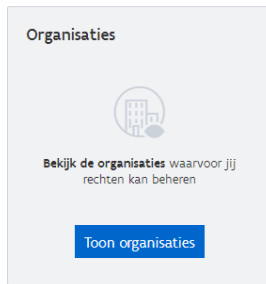 Organisaties
Bekijk de organisaties waarvoor jij
rechten kan beheren
Toon organisaties